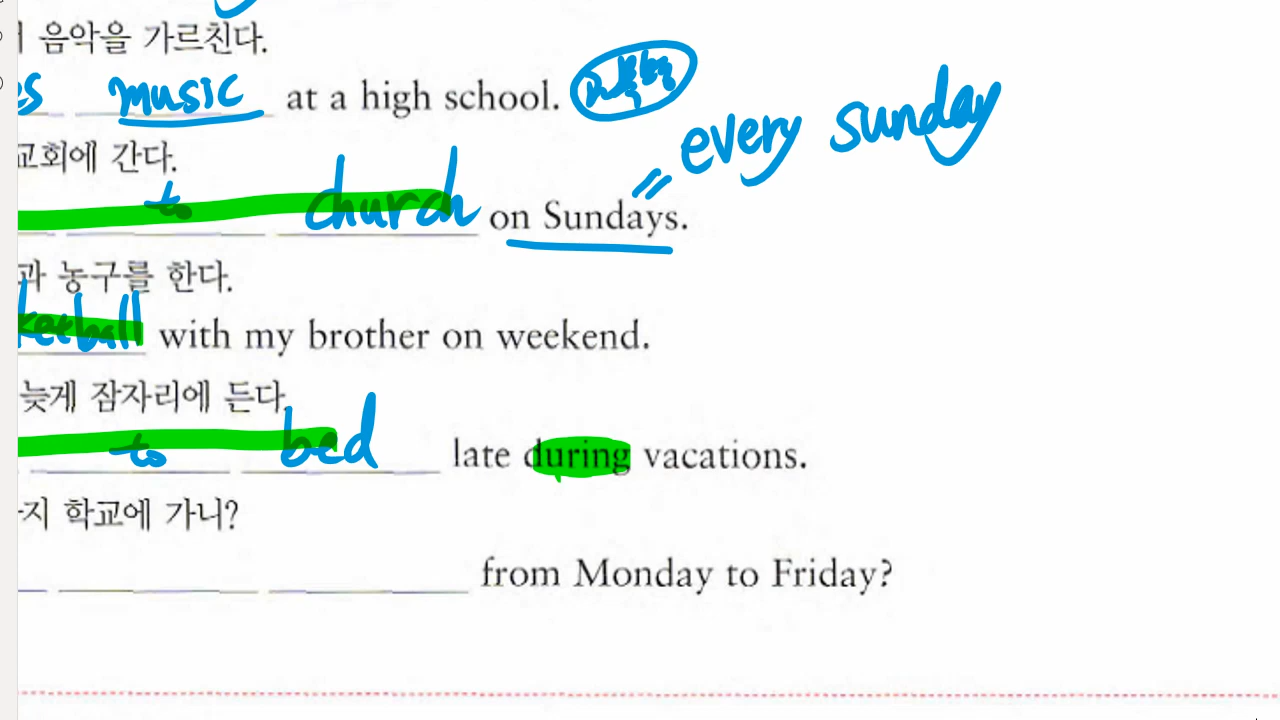 음악을 가르친다.
es music at a high school.
every sunday
교회에 간다.
to church on Sundays.
과 농구를 한다.
ketball with my brother on weekend.
늦게 잠자리에 든다.
to bed late during vacations.
지 학교에 가니?
from Monday to Friday?